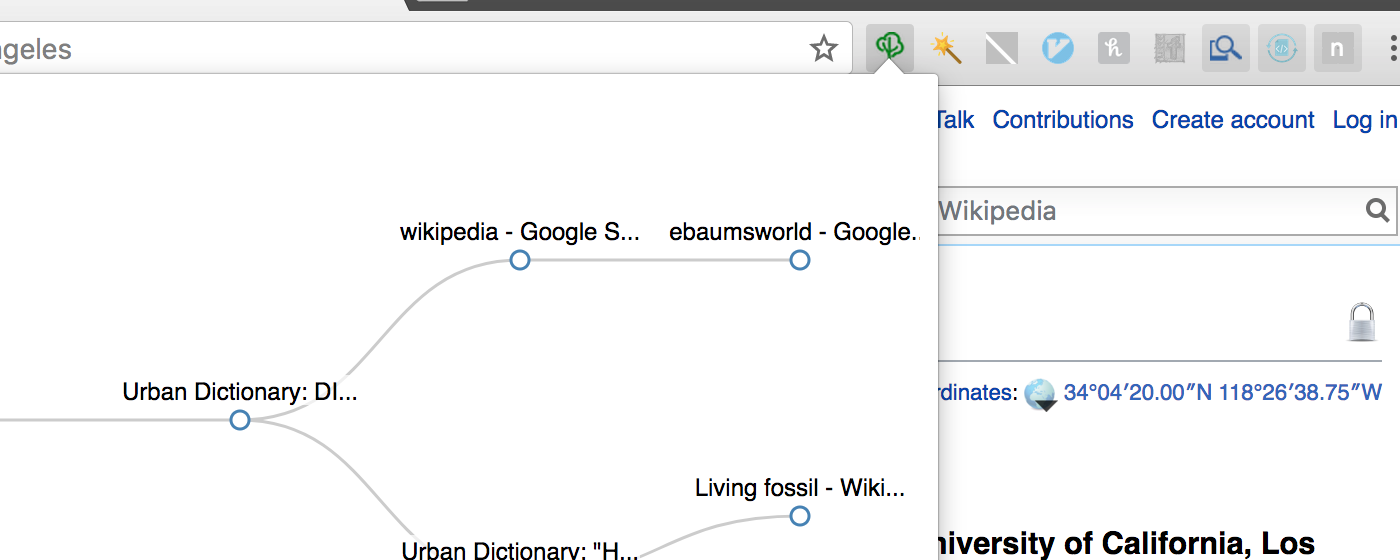 ngeles
Talk Contributions Create account Log in
Wikipedia
wikipedia - Google S... ebaumsworld - Google..
Urban Dictionary: DI...
rdinates: 34°04′20.00″N 118°26′38.75″W
Living fossil - Wiki...
Urban Dictionary: "H...
niversity of California, Los